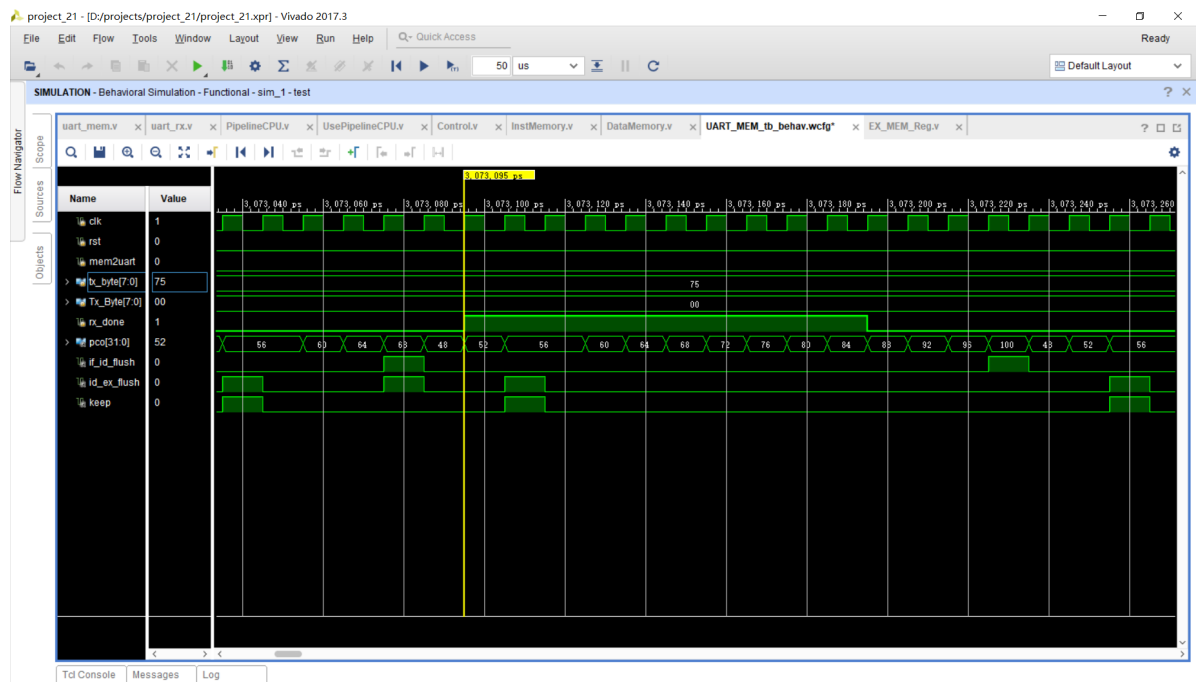 project_21 - [D:/projects/project_21/project_21.xpr] - Vivado 2017.3
File Edit Flow Tools Window Layout View Run Help Q- Quick Access Ready
50 us Default Layout
SIMULATION - Behavioral Simulation - Functional - sim_1 - test ? ×
Flow Navigator
Scope
Sources
Objects
uart_mem.v × uart_rx.v × PipelineCPU.v × UsePipelineCPU.v × Control.v × InstMemory.v × DataMemory.v × UART_MEM_tb_behav.wcfg* × EX_MEM_Reg.v ×
3,073,095 ps
Name Value
3,073,040 ps 3,073,060 ps 3,073,080 ps 3,073,100 ps 3,073,120 ps 3,073,140 ps 3,073,160 ps 3,073,180 ps 3,073,200 ps 3,073,220 ps 3,073,240 ps 3,073,260
clk 1
rst 0
mem2uart 0
tx_byte[7:0] 75 75
Tx_Byte[7:0] 00 00
rx_done 1
pco[31:0] 52 56 60 64 68 48 52 56 60 64 68 72 76 80 84 88 92 96 100 48 52 56
if_id_flush 0
id_ex_flush 0
keep 0
Tcl Console Messages Log